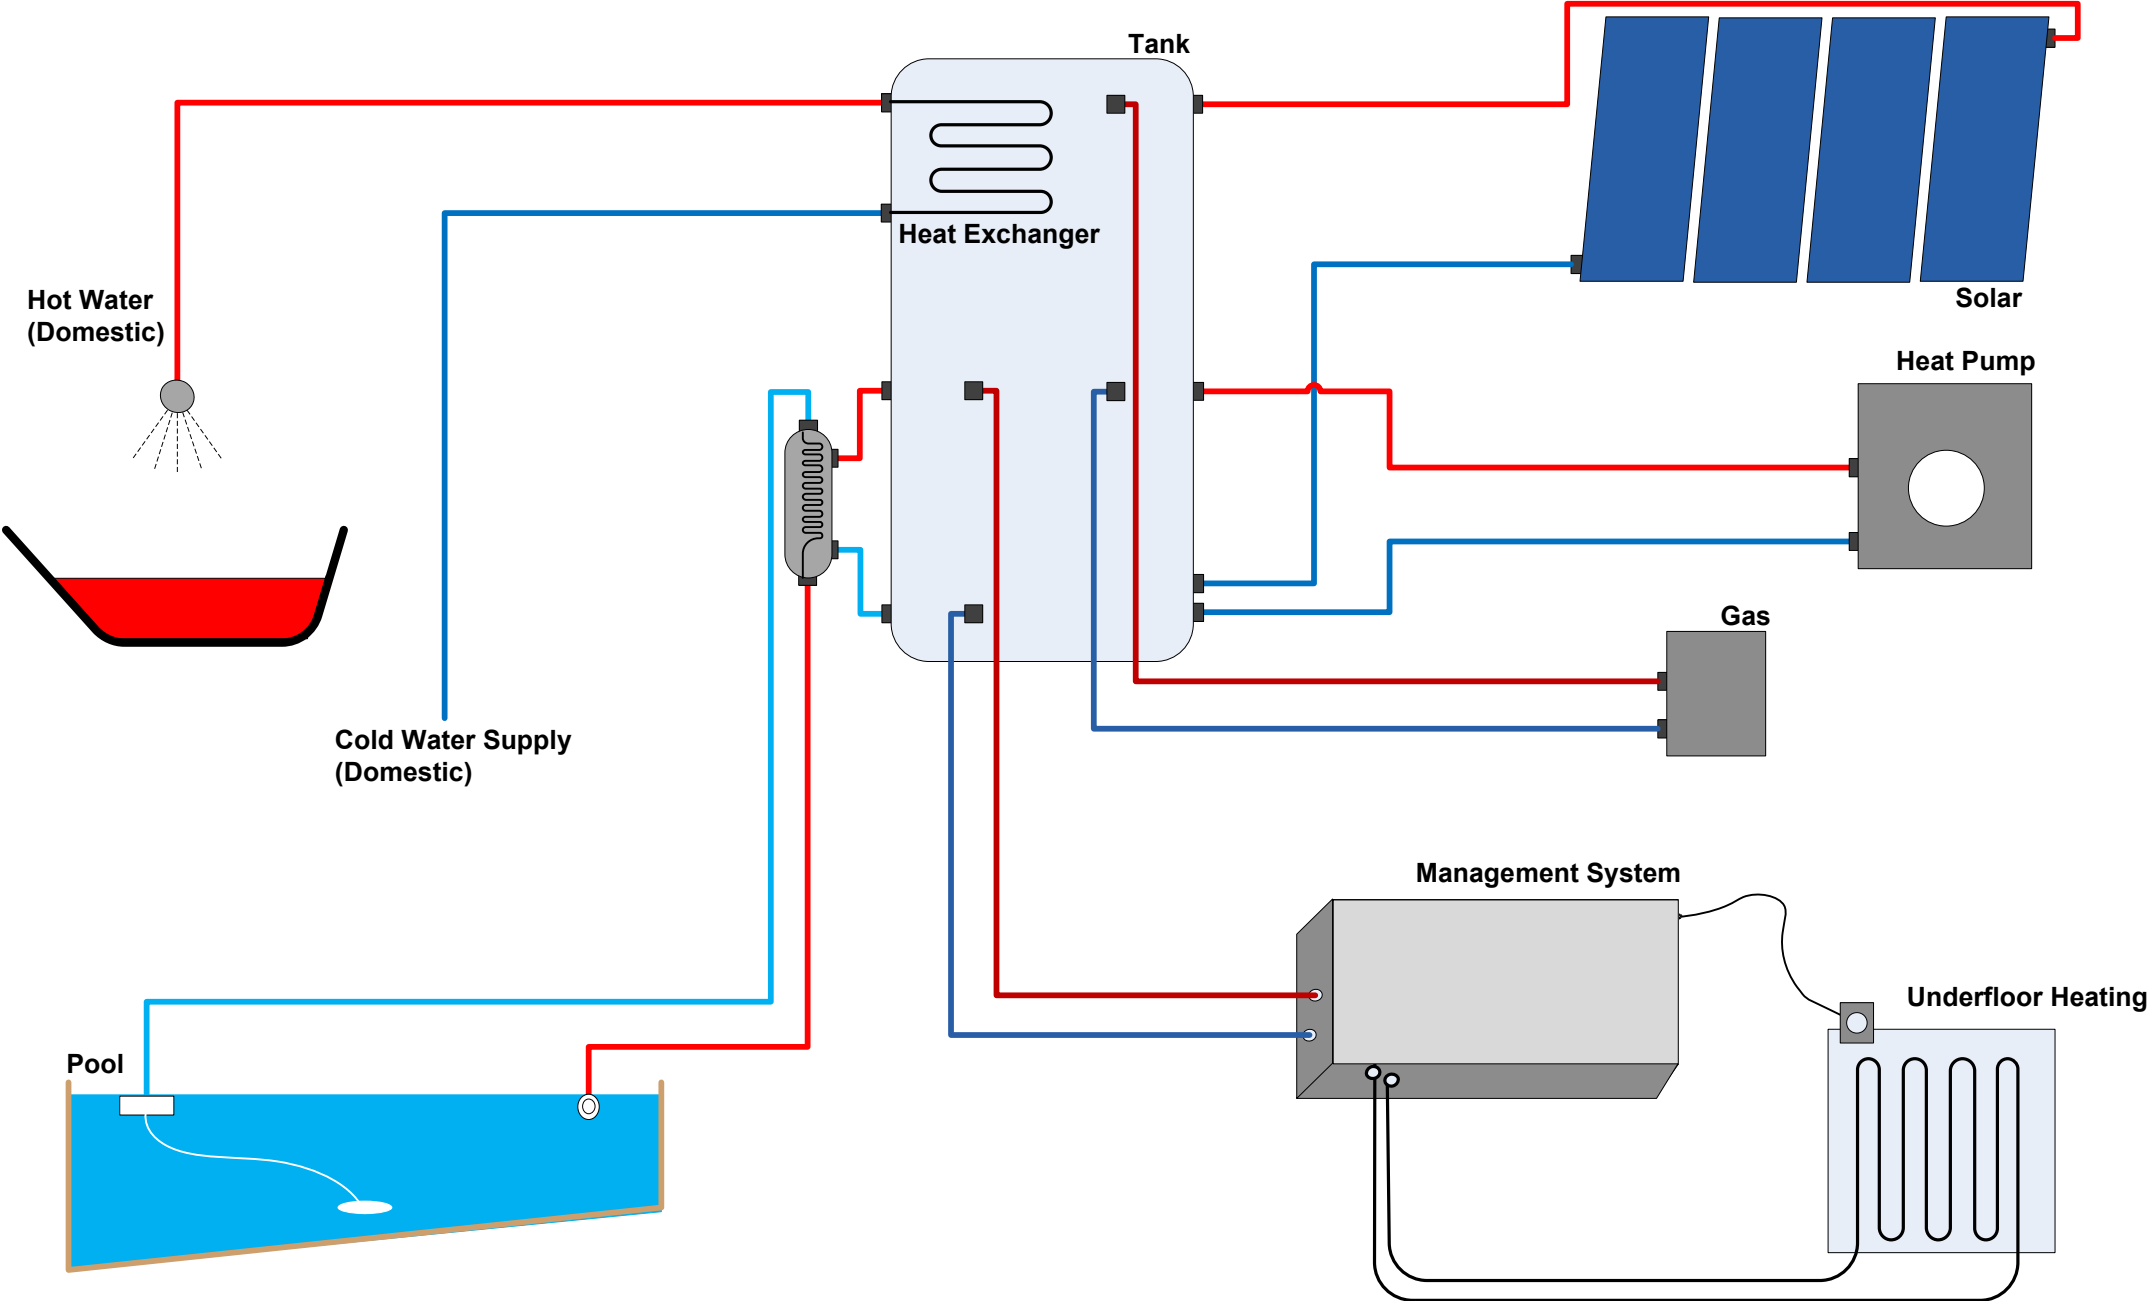 Tank
Heat Exchanger
Hot Water
(Domestic)
Solar
Heat Pump
Gas
Cold Water Supply
(Domestic)
Management System
Underfloor Heating
Pool